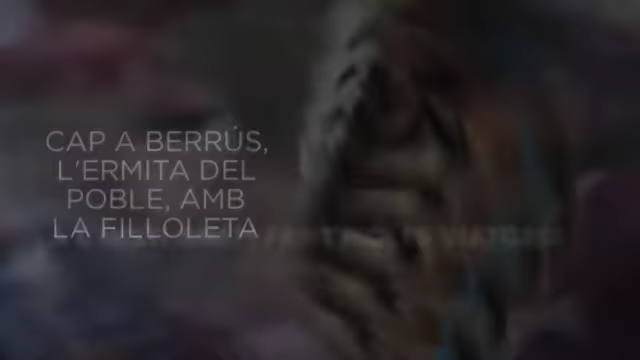 CAP A BERRÚS,
L'ERMITA DEL
POBLE, AMB
LA FILLOLETA